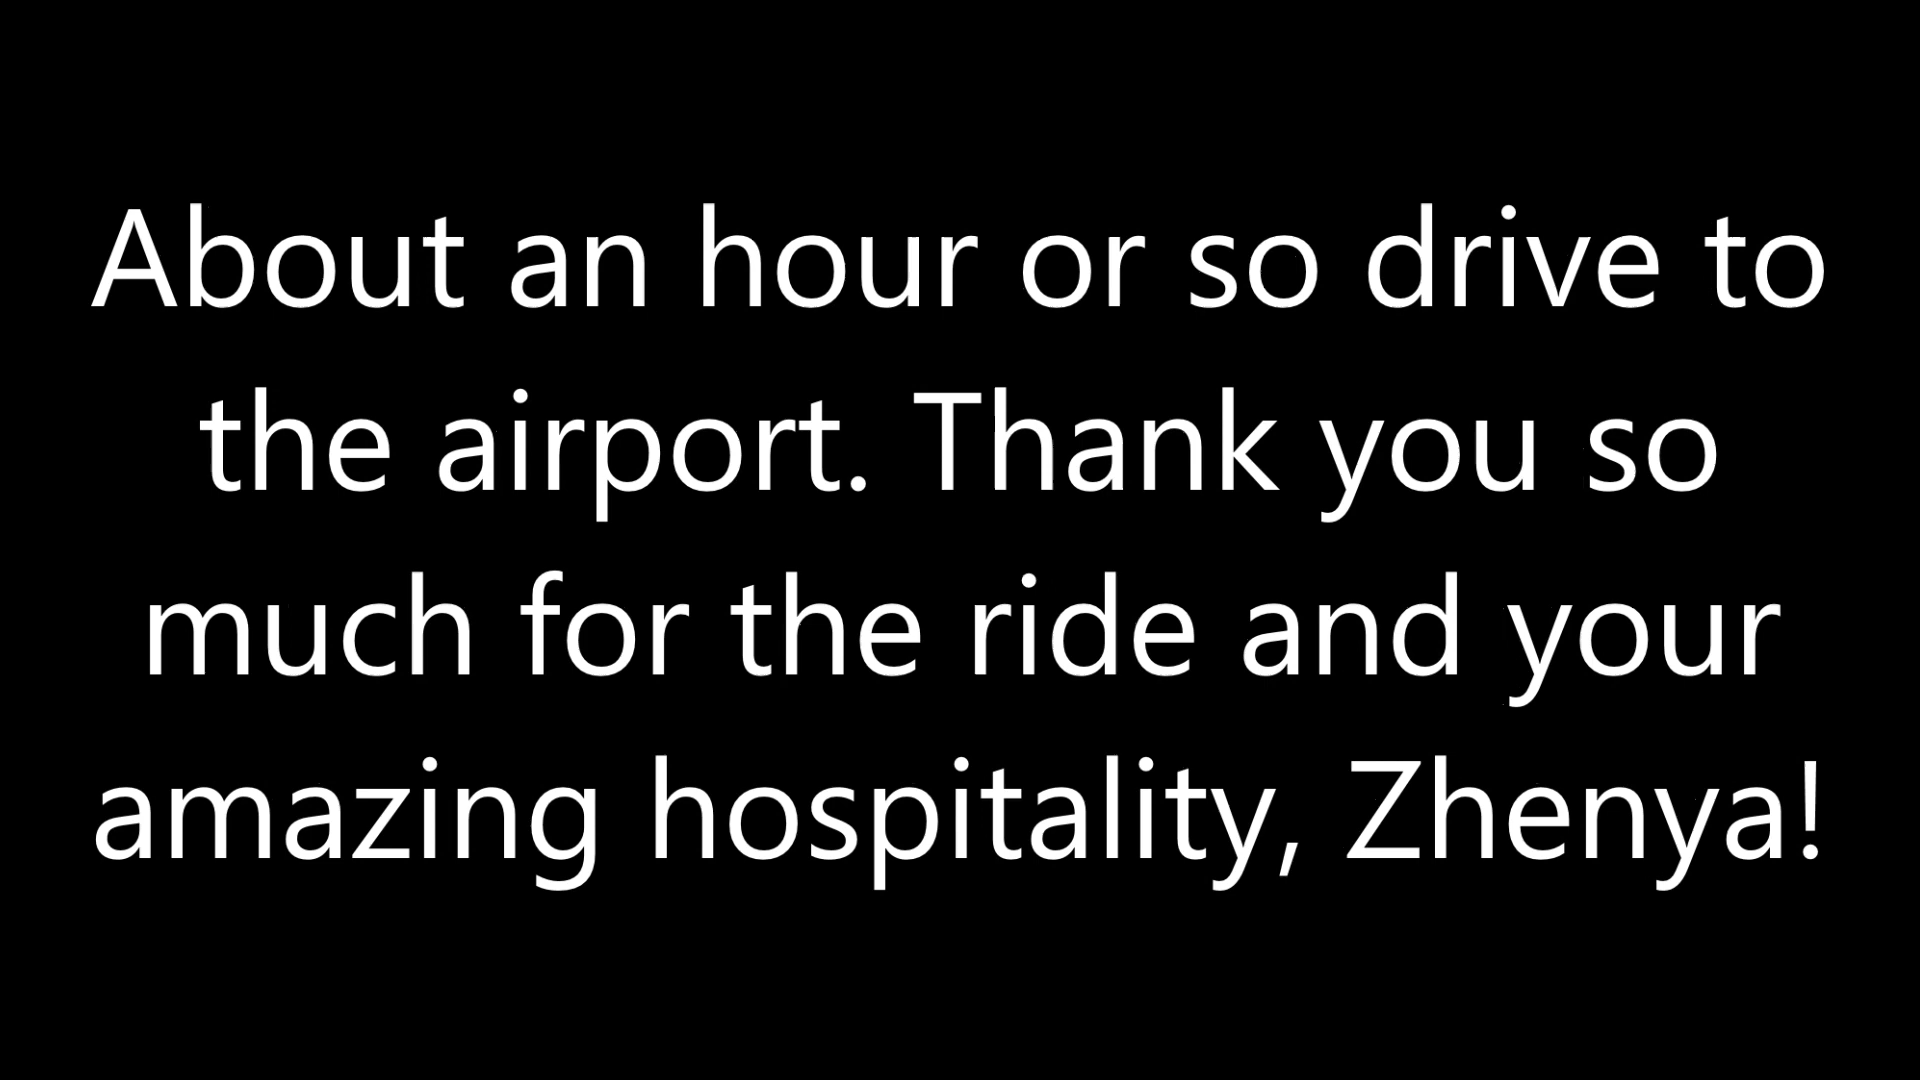 About an hour or so drive to
the airport. Thank you so
much for the ride and your
amazing hospitality, Zhenya!